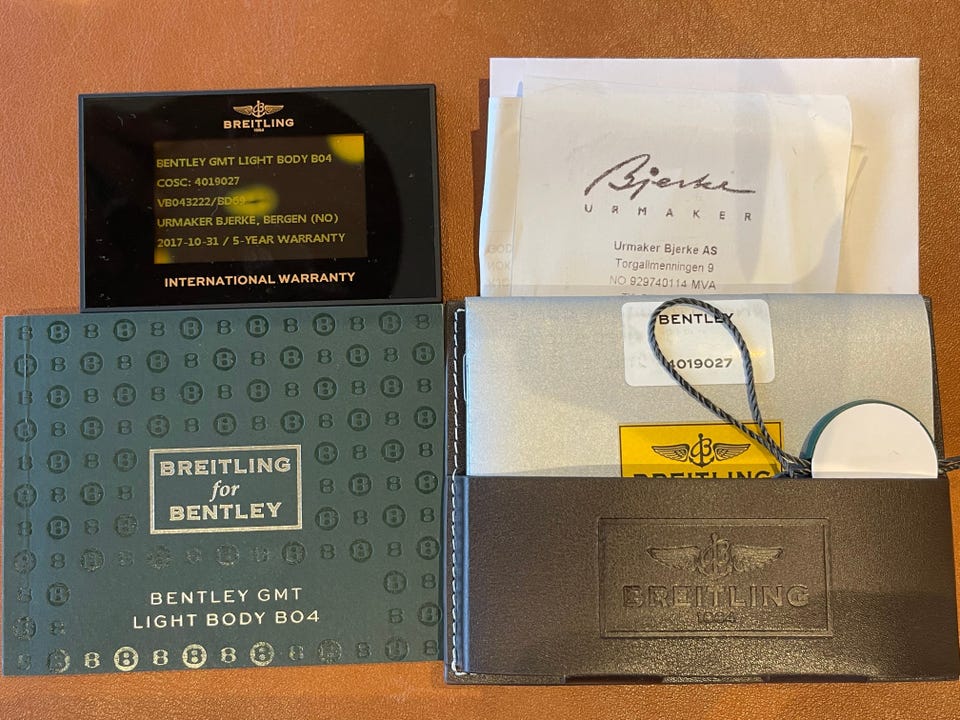 BREITLING
1884
BENTLEY GMT LIGHT BODY B04
COSC: 4019027
VB043222/BD69
URMAKER BJERKE, BERGEN (NO)
2017-10-31 / 5-YEAR WARRANTY
INTERNATIONAL WARRANTY
Bjerke
URMAKER
Urmaker Bjerke AS
Torgallmenningen 9
NO 929740114 MVA
BENTLEY
4019027
BREITLING
BREITLING
for
BENTLEY
BENTLEY GMT
LIGHT BODY B04
BREITLING
1884